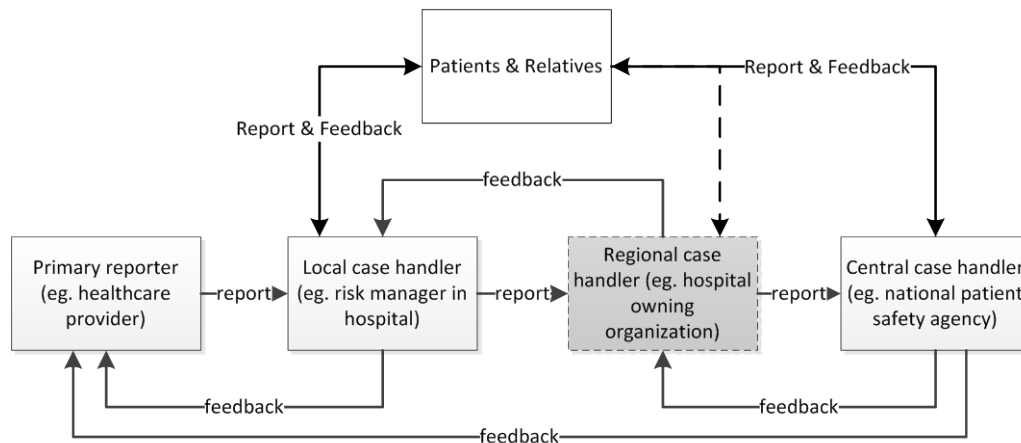 Patients & Relatives
Report & Feedback
Report & Feedback
feedback
Primary reporter
(eg. healthcare
provider)
report
Local case handler
(eg. risk manager in
hospital)
report
Regional case
handler (eg. hospital
owning
organization)
report
Central case handler
(eg. national patient
safety agency)
feedback
feedback
feedback